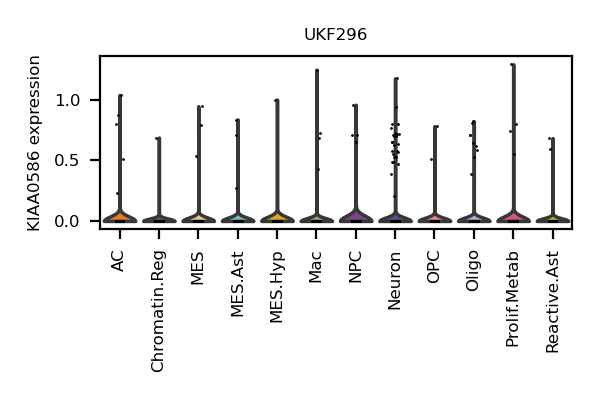 UKF296
KIAA0586 expression
1.0
0.5
0.0
AC
Chromatin.Reg
MES
MES.Ast
MES.Hyp
Mac
NPC
Neuron
OPC
Oligo
Prolif.Metab
Reactive.Ast